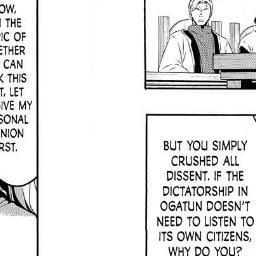 BUT YOU SIMPLY
CRUSHED ALL
DISSENT. IF THE
DICTATORSHIP IN
OGATUN DOESN'T
NEED TO LISTEN TO
ITS OWN CITIZENS,
WHY DO YOU?
OW,
THE
PIC OF
ETHER
CAN
K THIS
T, LET
IVE MY
SONAL
NION
RST.